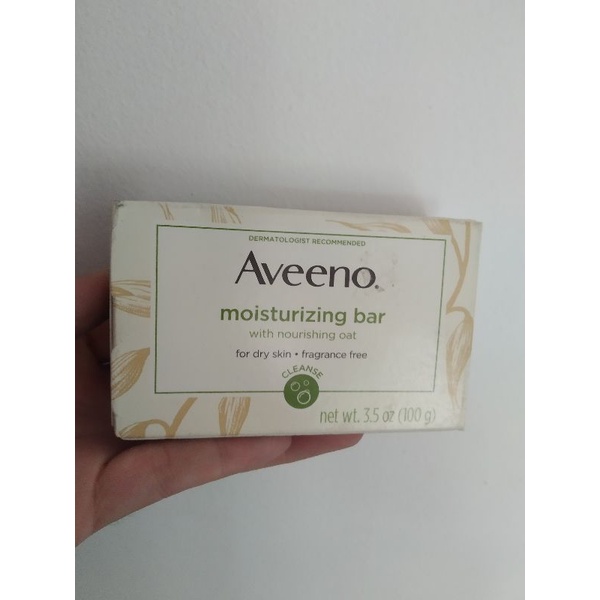 DERMATOLOGIST RECOMMENDED
Aveeno.
moisturizing bar
with nourishing oat
for dry skin • fragrance free
CLEANSE
net wt. 3.5 oz (100 g)